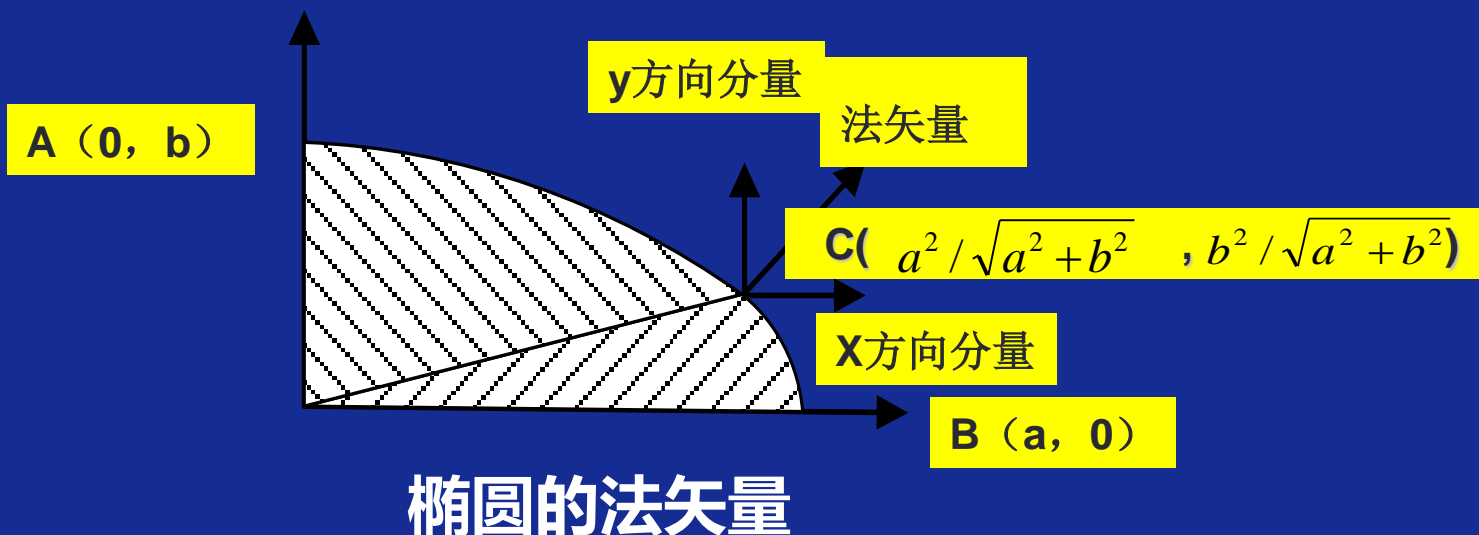 y方向分量
法矢量
A（0，b）
C( a²/√(a²+b²) , b²/√(a²+b²))
X方向分量
B（a，0）
椭圆的法矢量